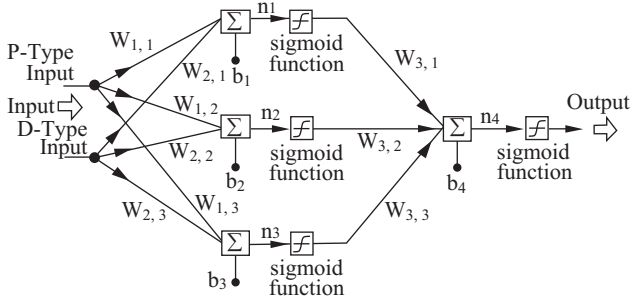 n1
sigmoid
function
W1, 1
W3, 1
P-Type
Input
W2, 1
b1
Input
W1, 2
n2
n4
Output
D-Type
Input
W2, 2
sigmoid
function
W3, 2
b2
b4
sigmoid
function
W2, 3
W1, 3
W3, 3
n3
b3
sigmoid
function
Σ
Σ
Σ
Σ